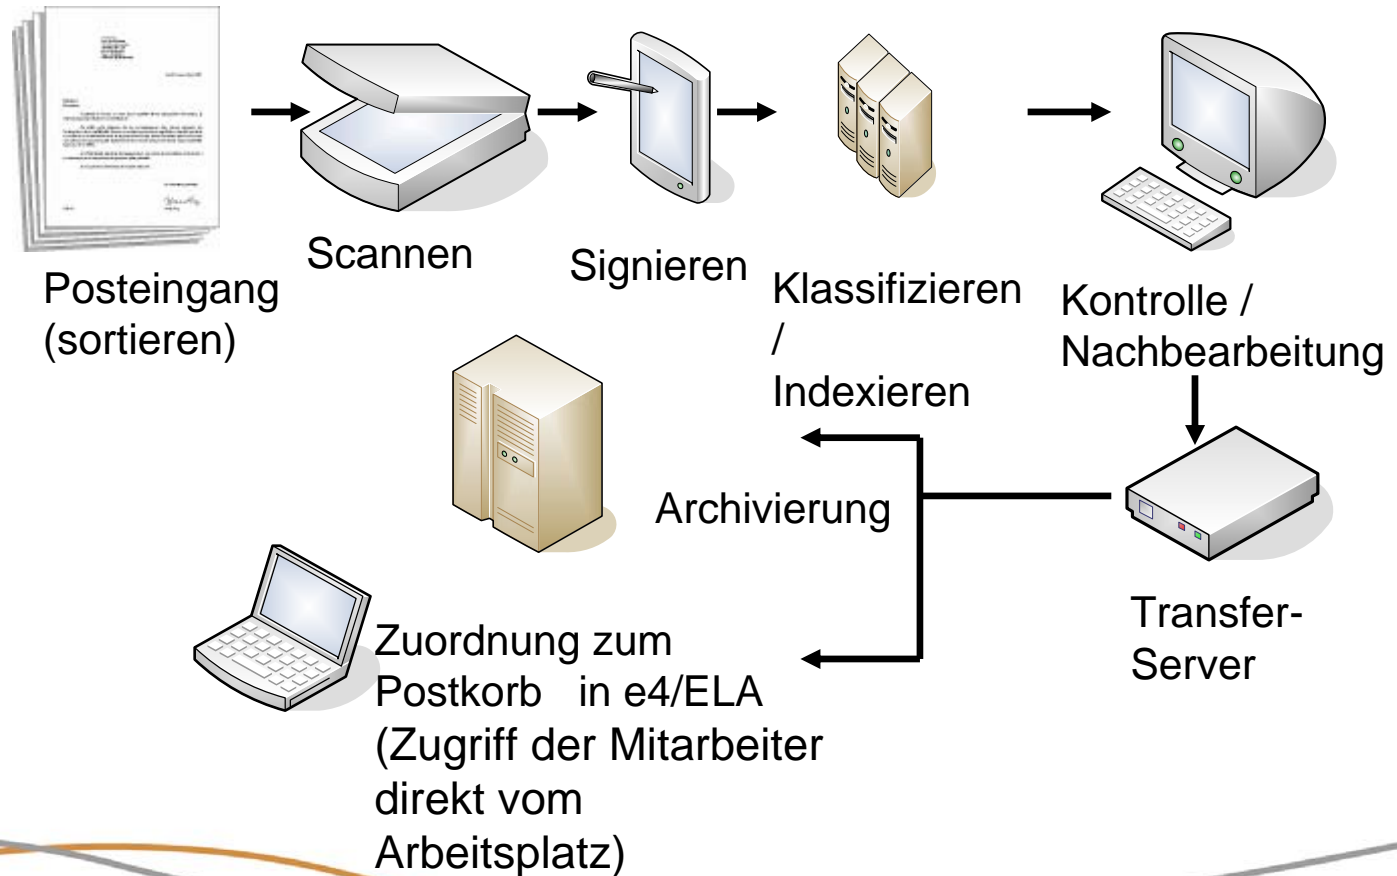 Posteingang
(sortieren)
Scannen
Signieren
Klassifizieren
/
Indexieren
Kontrolle /
Nachbearbeitung
Archivierung
Transfer-
Server
Zuordnung zum
Postkorb   in e4/ELA
(Zugriff der Mitarbeiter
direkt vom
Arbeitsplatz)